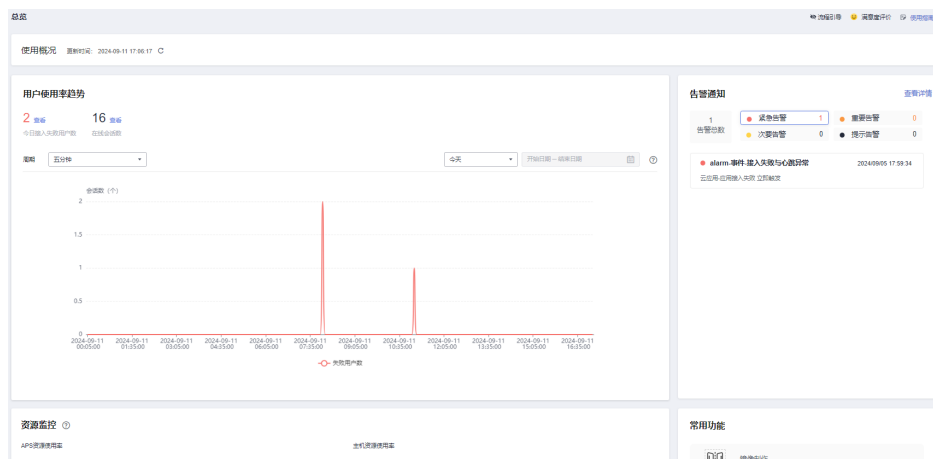 总览
流程引导 满意度评价 使用指南
使用概况 更新时间: 2024-09-11 17:06:17
用户使用率趋势
2 查看 16 查看
今日接入失败用户数 在线会话数
周期 五分钟 今天 开始日期 – 结束日期
会话数 (个)
2
1.5
1
0.5
0
2024-09-11 2024-09-11 2024-09-11 2024-09-11 2024-09-11 2024-09-11 2024-09-11 2024-09-11 2024-09-11 2024-09-11 2024-09-11 2024-09-11
00:05:00 01:35:00 03:05:00 04:35:00 06:05:00 07:35:00 09:05:00 10:35:00 12:05:00 13:35:00 15:05:00 16:35:00
失败用户数
告警通知 查看详情
1 紧急告警 1 重要告警 0
告警总数 次要告警 0 提示告警 0
alarm-事件-接入失败与心跳异常 2024/09/05 17:59:34
云应用-应用接入失败 立即触发
资源监控
APS资源使用率 主机资源使用率
常用功能